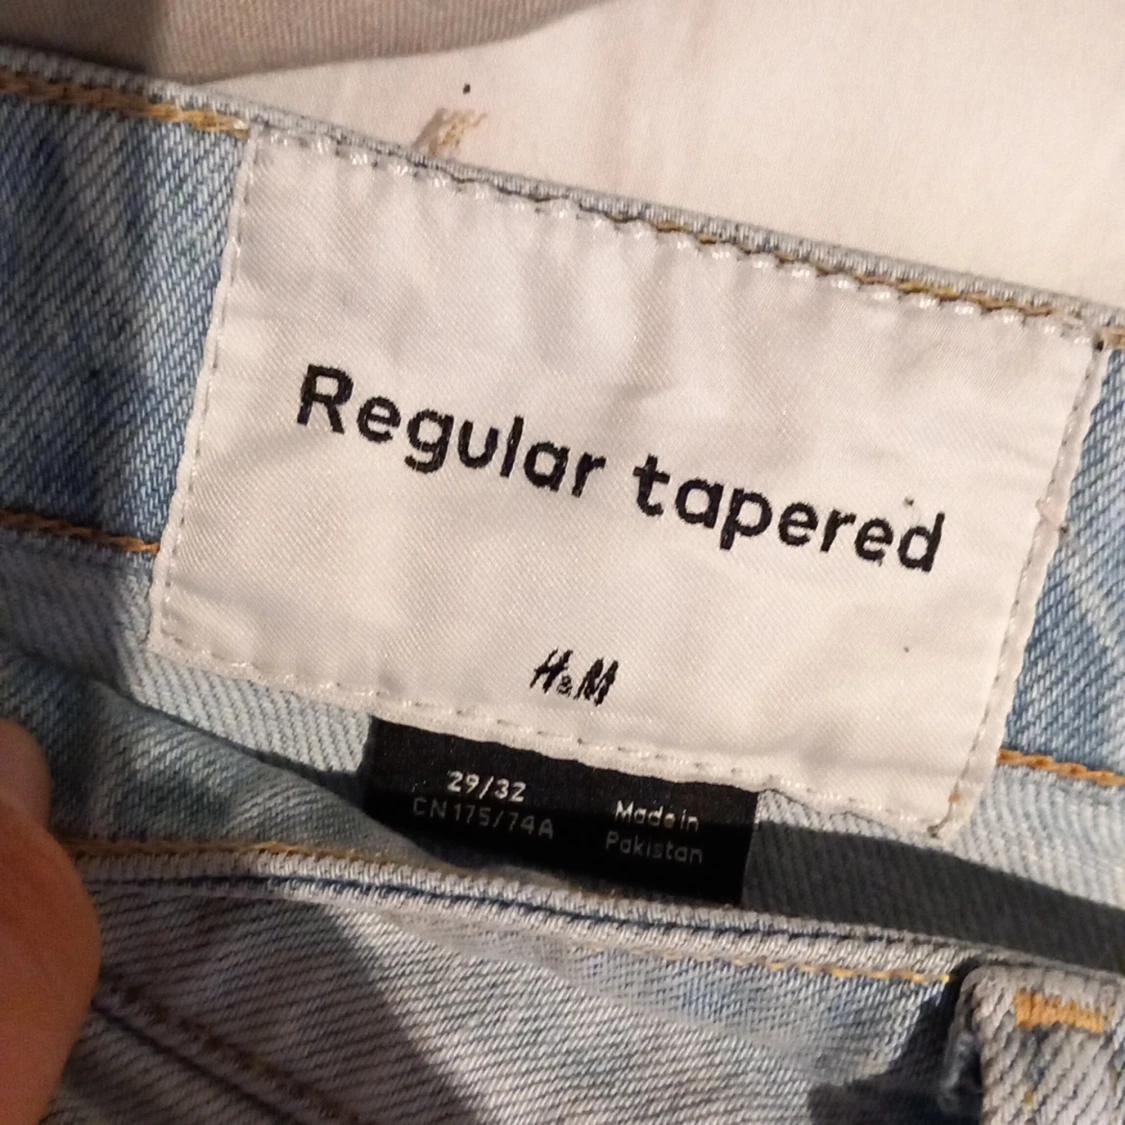 Regular tapered
H&M
29/32
CN175/74A
Made in
Pakistan